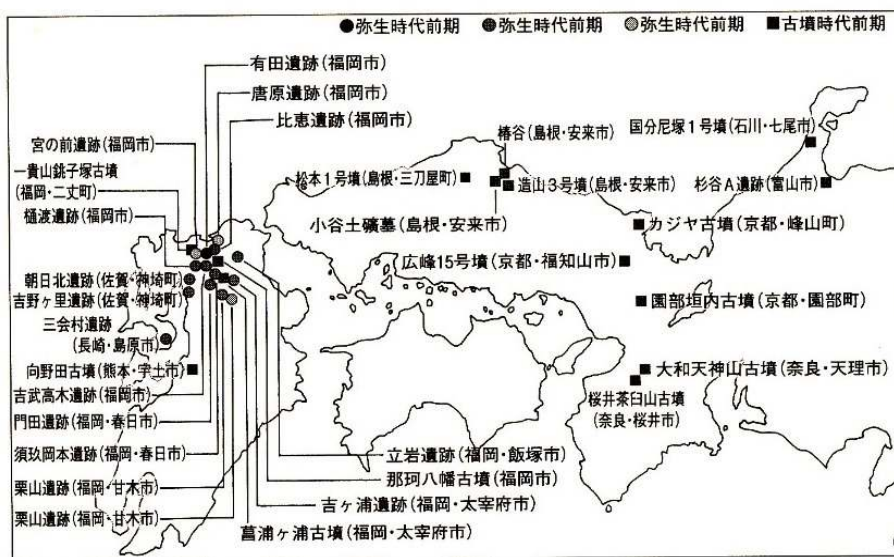 ●弥生時代前期 ●弥生時代前期 ●弥生時代前期 ■古墳時代前期
有田遺跡(福岡市)
唐原遺跡(福岡市)
比恵遺跡(福岡市)
宮の前遺跡(福岡市)
一貴山銚子塚古墳
(福岡・二丈町)
樋渡遺跡(福岡市)
朝日北遺跡(佐賀・神埼町)
吉野ヶ里遺跡(佐賀・神埼町)
三会村遺跡
(長崎・島原市)
向野田古墳(熊本・宇土市)
吉武高木遺跡(福岡市)
門田遺跡(福岡・春日市)
須玖岡本遺跡(福岡・春日市)
栗山遺跡(福岡・甘木市)
栗山遺跡(福岡・甘木市)
立岩遺跡(福岡・飯塚市)
那珂八幡古墳(福岡市)
吉ヶ浦遺跡(福岡・太宰府市)
菖浦ヶ浦古墳(福岡・太宰府市)
椿谷(島根・安来市)
松本1号墳(島根・三刀屋町)
造山3号墳(島根・安来市)
小谷土礦墓(島根・安来市)
国分尼塚1号墳(石川・七尾市)
杉谷A遺跡(富山市)
カジヤ古墳(京都・峰山町)
広峰15号墳(京都・福知山市)
園部垣内古墳(京都・園部町)
大和天神山古墳(奈良・天理市)
桜井茶臼山古墳
(奈良・桜井市)